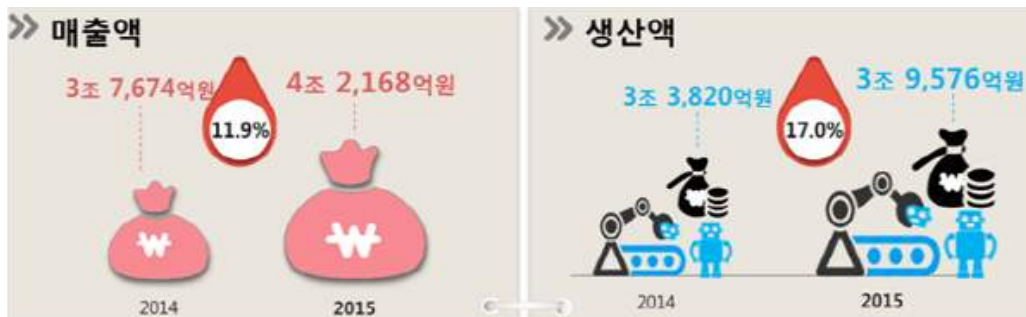 매출액
3조 7,674억원
11.9%
4조 2,168억원
₩
₩
2014
2015
생산액
3조 3,820억원
17.0%
3조 9,576억원
₩
₩
2014
2015